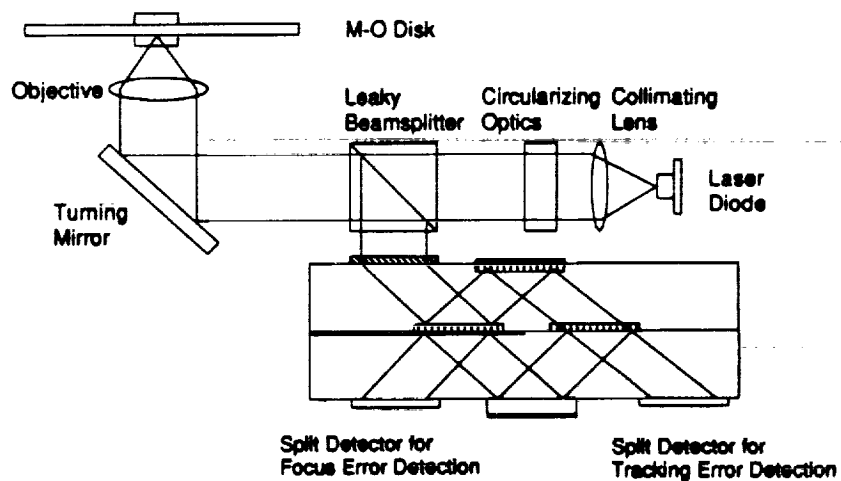 M-O Disk
Objective
Leaky
Beamsplitter
Circularizing
Optics
Collimating
Lens
Laser
Diode
Turning
Mirror
Split Detector for
Focus Error Detection
Split Detector for
Tracking Error Detection